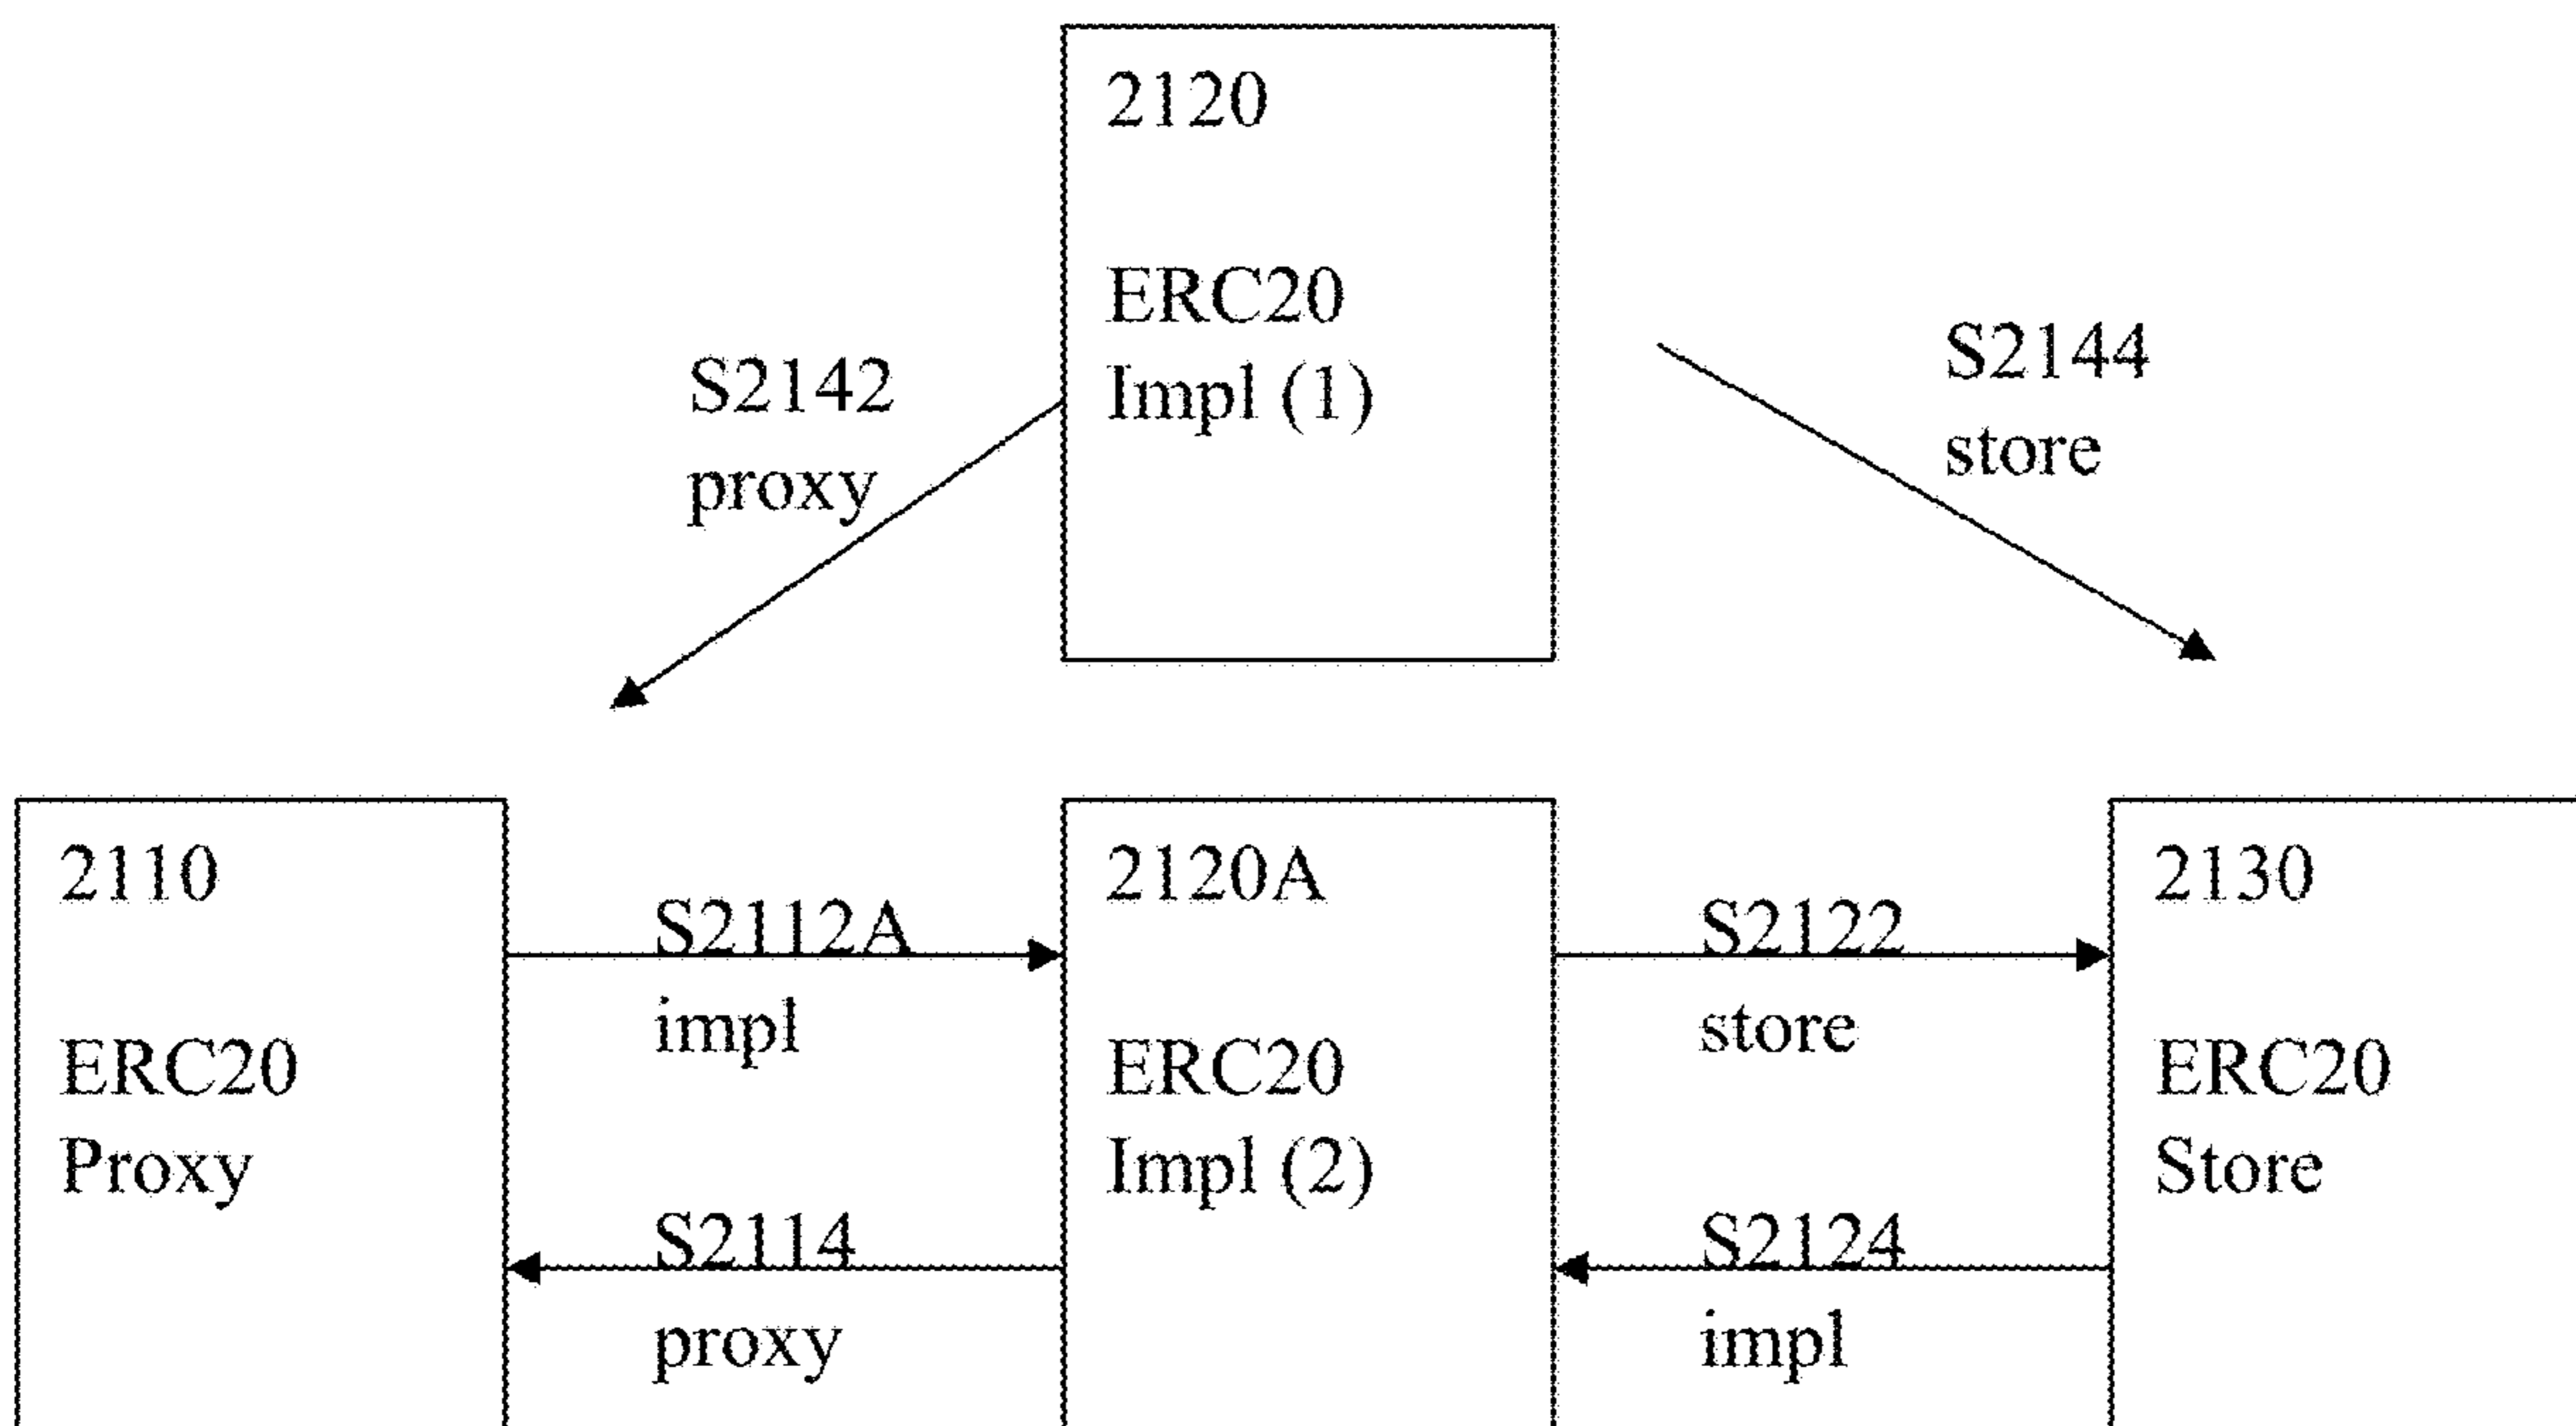 2120
ERC20
Impl (1)
S2142
proxy
S2144
store
2110
ERC20
Proxy
S2112A
impl
S2114
proxy
2120A
ERC20
Impl (2)
S2122
store
S2124
impl
2130
ERC20
Store